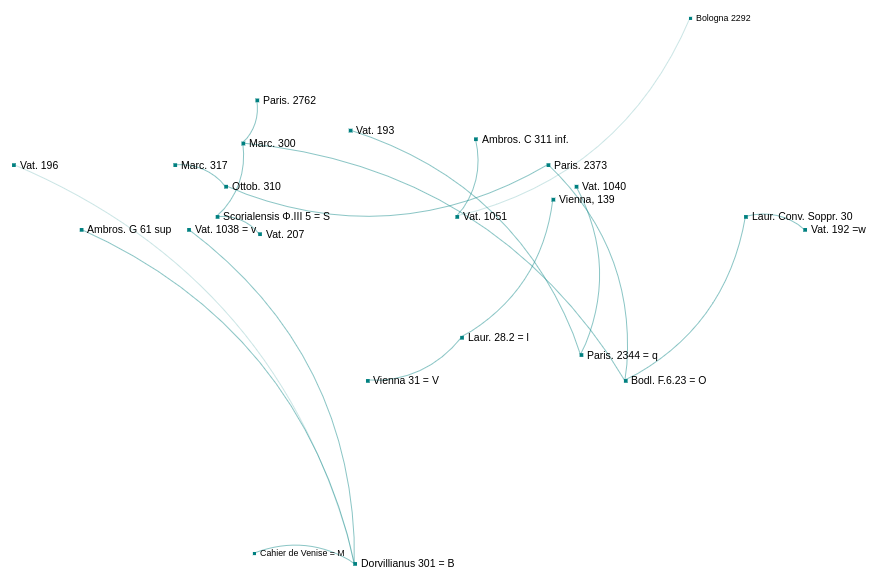 Bologna 2292
Paris. 2762
Vat. 193
Ambros. C 311 inf.
Marc. 300
Vat. 196
Marc. 317
Paris. 2373
Ottob. 310
Vat. 1040
Vienna, 139
Scorialensis Φ.III 5 = S
Vat. 1051
Laur. Conv. Soppr. 30
Ambros. G 61 sup
Vat. 1038 = v
Vat. 207
Vat. 192 =w
Laur. 28.2 = l
Paris. 2344 = q
Vienna 31 = V
Bodl. F.6.23 = O
Cahier de Venise = M
Dorvillianus 301 = B